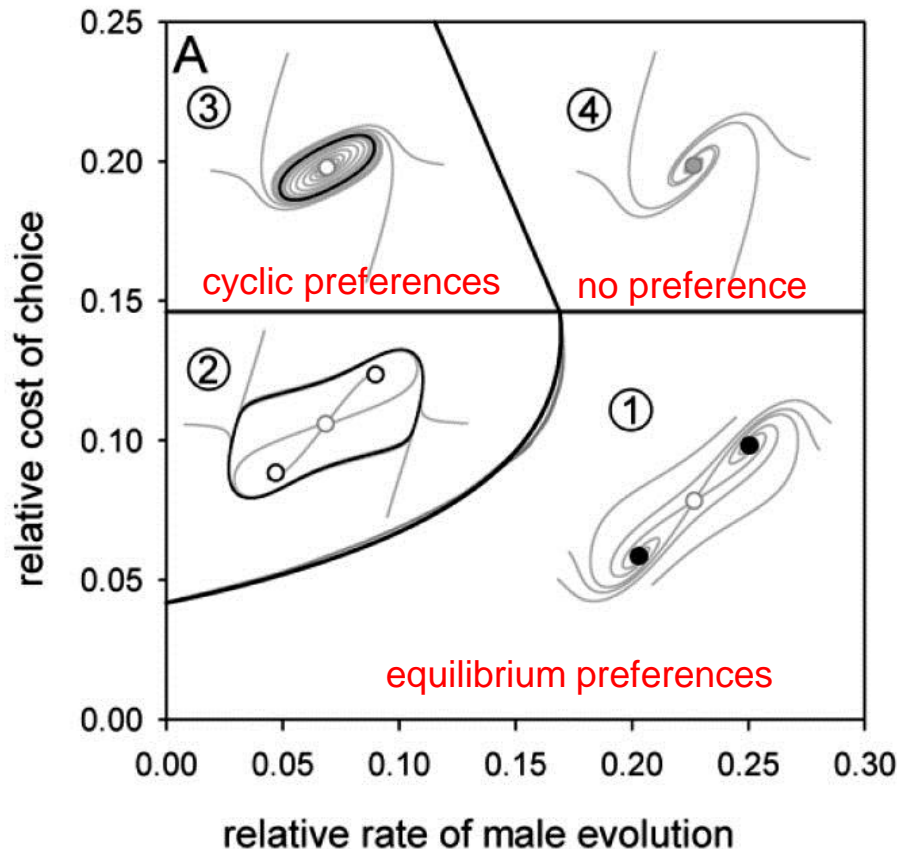 A
0.25
0.20
0.15
0.10
0.05
0.00
relative cost of choice
③
④
cyclic preferences
no preference
②
①
equilibrium preferences
0.00 0.05 0.10 0.15 0.20 0.25 0.30
relative rate of male evolution